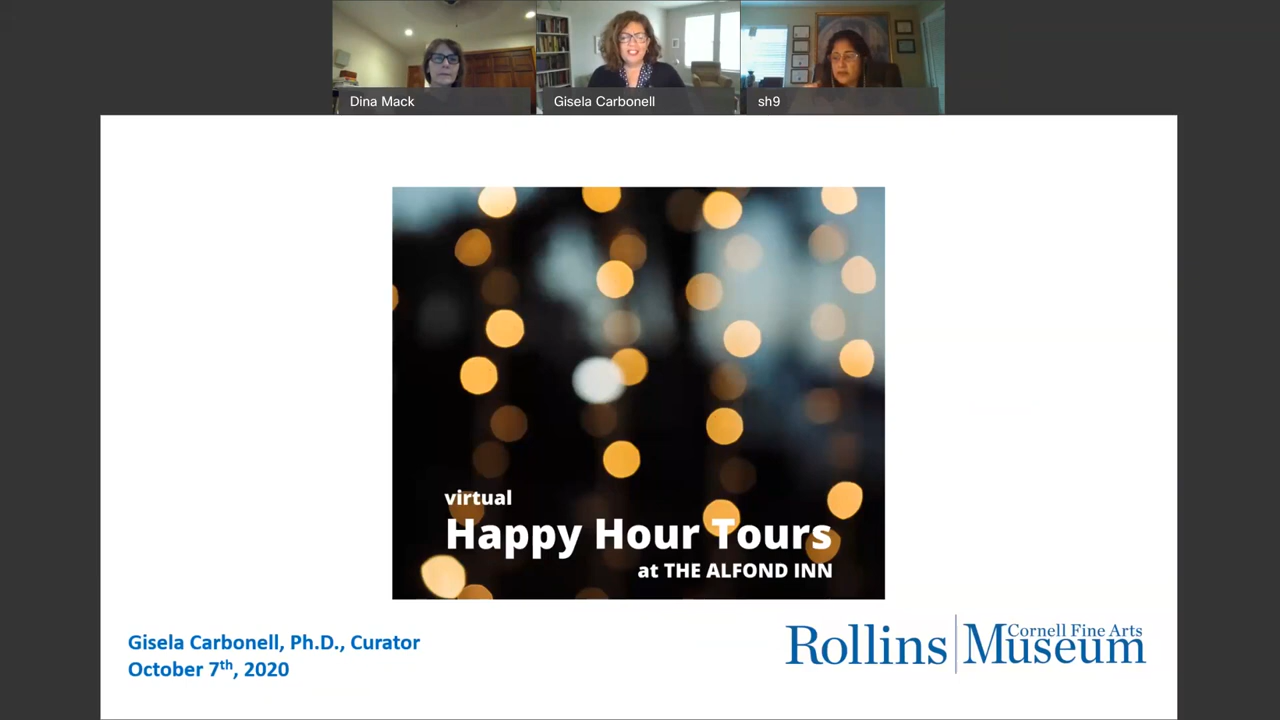 Dina Mack
Gisela Carbonell
sh9
virtual
Happy Hour Tours
at THE ALFOND INN
Gisela Carbonell, Ph.D., Curator
October 7th, 2020
Rollins Museum
Cornell Fine Arts